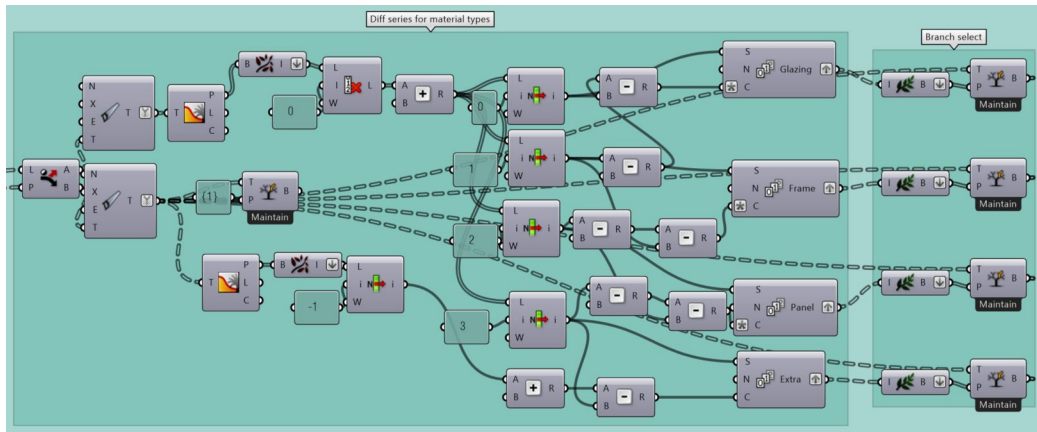 Diff series for material types
Branch select
N
X
E
T
T
T
P
L
C
B
I
L
I
W
L
0
A
B
R
0
L
W
i
N
i
A
B
R
S
N
C
Glazing
I
B
T
P
B
Maintain
L
P
A
B
N
X
E
T
T
{1}
T
P
B
Maintain
1
L
W
i
N
i
A
B
R
S
N
C
Frame
I
B
T
P
B
Maintain
2
L
W
i
N
i
A
B
R
A
B
R
T
P
L
C
B
I
-1
L
W
i
N
i
3
L
W
i
N
i
A
B
R
A
B
R
S
N
C
Panel
I
B
T
P
B
Maintain
A
B
R
A
B
R
S
N
C
Extra
I
B
T
P
B
Maintain